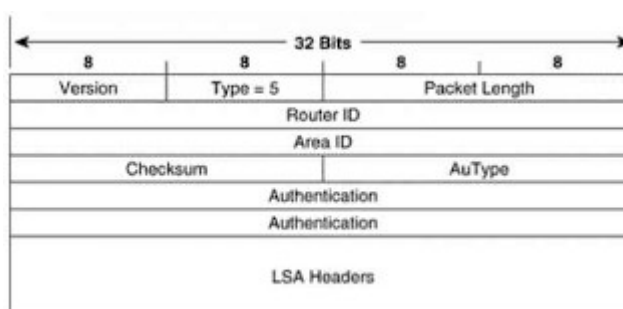 32 Bits
8 8 8 8
Version Type = 5 Packet Length
Router ID
Area ID
Checksum AuType
Authentication
Authentication
LSA Headers